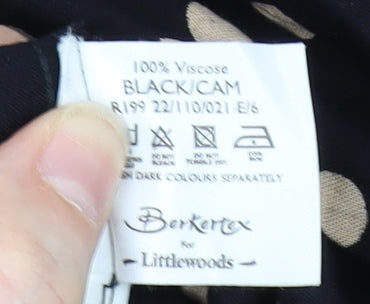 100% Viscose
BLACK/CAM
R199 22/110/021 E/6
DO NOT BLEACH DO NOT TUMBLE DRY COOL IRON
DARK COLOURS SEPARATELY
Berkertex
for
- Littlewoods -